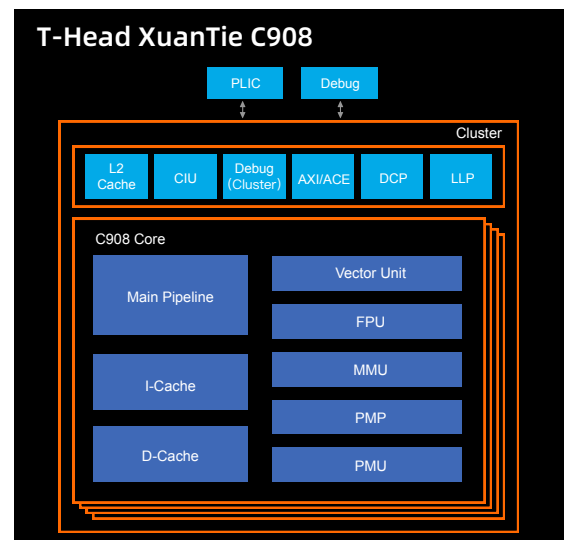 T-Head XuanTie C908
PLIC
Debug
Cluster
L2
Cache
CIU
Debug
(Cluster)
AXI/ACE
DCP
LLP
C908 Core
Main Pipeline
I-Cache
D-Cache
Vector Unit
FPU
MMU
PMP
PMU